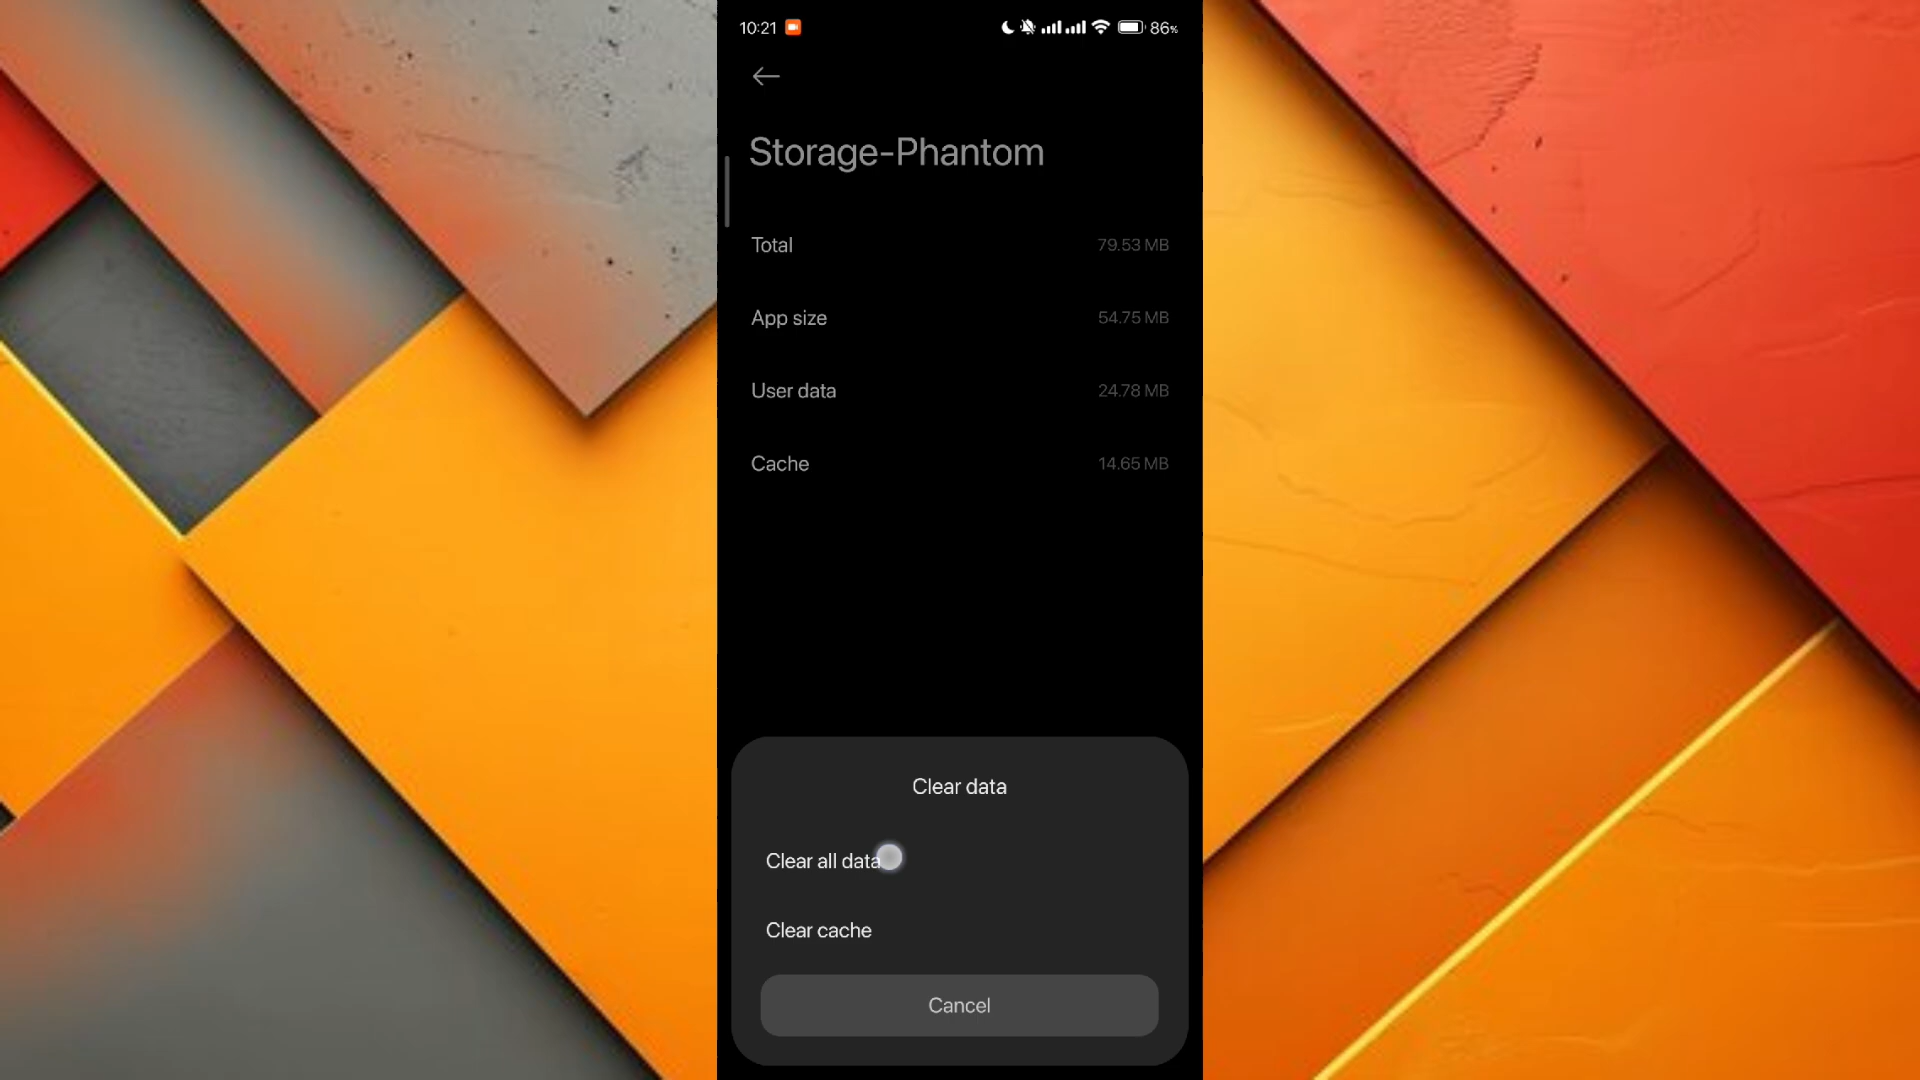 10:21 86%
Storage-Phantom
Total 79.53 MB
App size 54.75 MB
User data 24.78 MB
Cache 14.65 MB
Clear data
Clear all data
Clear cache
Cancel